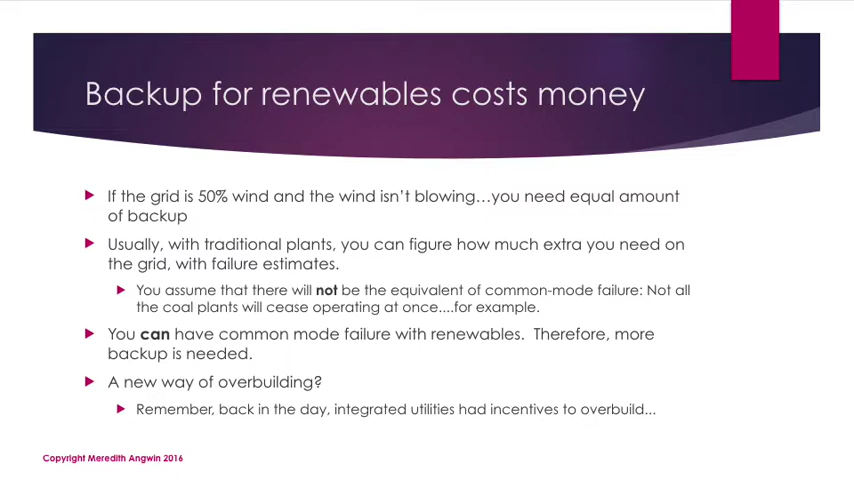 Backup for renewables costs money
If the grid is 50% wind and the wind isn't blowing...you need equal amount
of backup
Usually, with traditional plants, you can figure how much extra you need on
the grid, with failure estimates.
You assume that there will not be the equivalent of common-mode failure: Not all
the coal plants will cease operating at once....for example.
You can have common mode failure with renewables.  Therefore, more
backup is needed.
A new way of overbuilding?
Remember, back in the day, integrated utilities had incentives to overbuild...
Copyright Meredith Angwin 2016